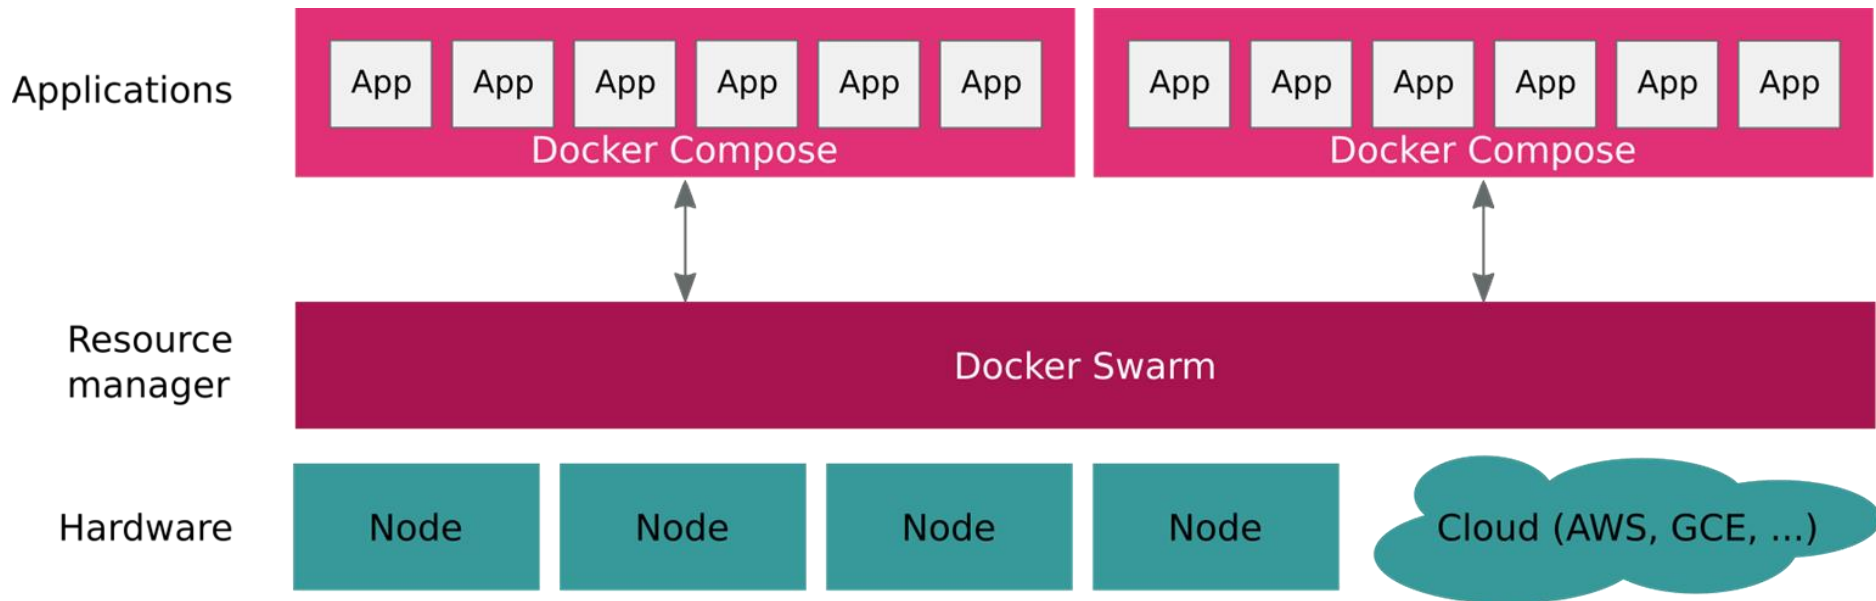 Applications
App App App App App App
Docker Compose
App App App App App App
Docker Compose
Resource
manager
Docker Swarm
Hardware
Node Node Node Node Cloud (AWS, GCE, ...)